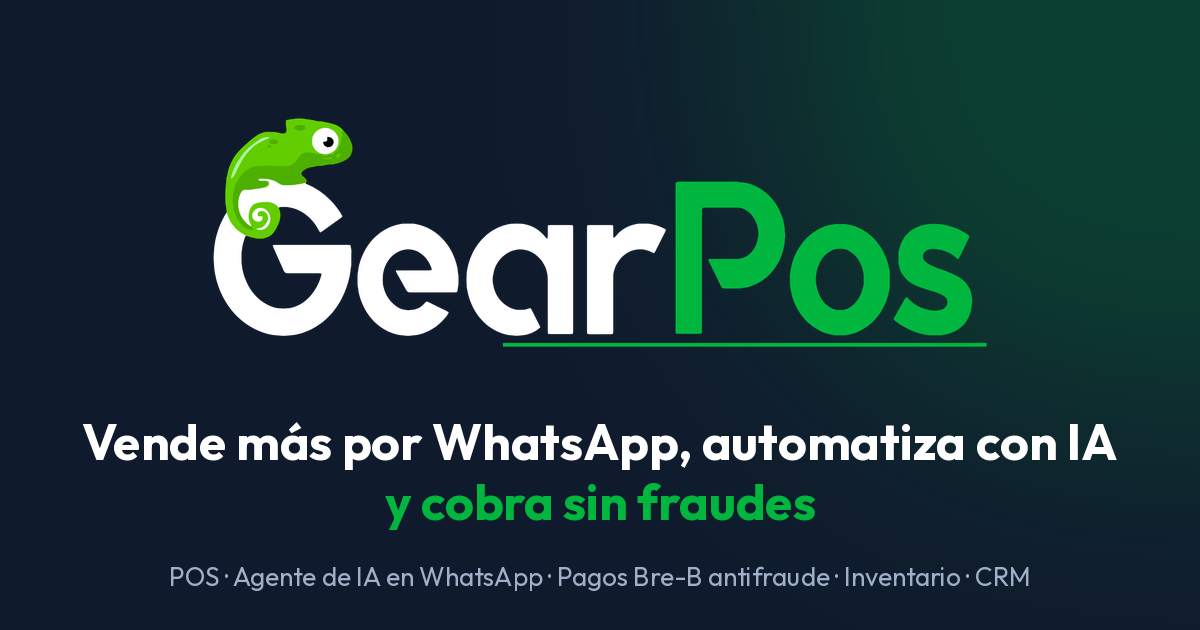 GearPos
Vende más por WhatsApp, automatiza con IA
y cobra sin fraudes
POS · Agente de IA en WhatsApp · Pagos Bre-B antifraude · Inventario · CRM